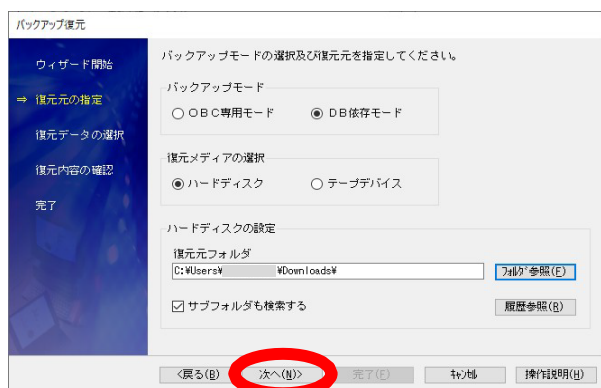 バックアップ復元
ウィザード開始
⇒ 復元元の指定
復元データの選択
復元内容の確認
完了
バックアップモードの選択及び復元元を指定してください。
バックアップモード
OBC専用モード DB依存モード
復元メディアの選択
ハードディスク テープデバイス
ハードディスクの設定
復元元フォルダ
C:¥Users¥ ¥Downloads¥ フォルダ参照(F)
サブフォルダも検索する 履歴参照(R)
<戻る(B) 次へ(N)> 完了(F) キャンセル 操作説明(H)